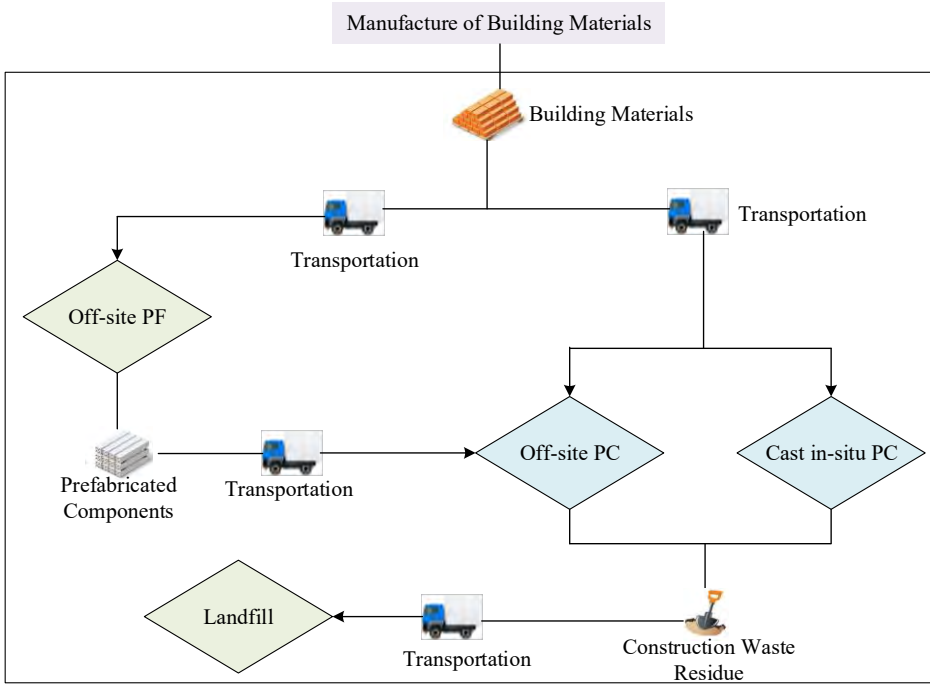 Manufacture of Building Materials
Building Materials
Transportation
Transportation
Off-site PF
Off-site PC
Cast in-situ PC
Prefabricated
Components
Transportation
Landfill
Transportation
Construction Waste
Residue